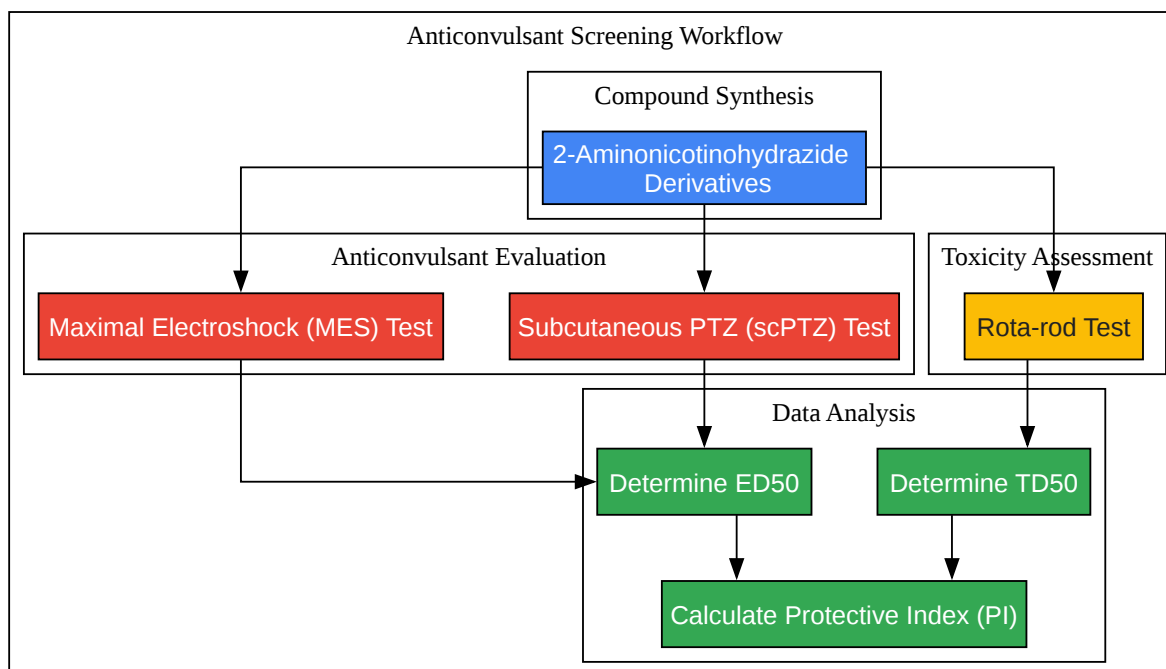 Anticonvulsant Screening Workflow
Compound Synthesis
2-Aminonicotinohydrazide
Derivatives
Anticonvulsant Evaluation
Toxicity Assessment
Maximal Electroshock (MES) Test
Subcutaneous PTZ (scPTZ) Test
Rota-rod Test
Data Analysis
Determine ED50
Determine TD50
Calculate Protective Index (PI)